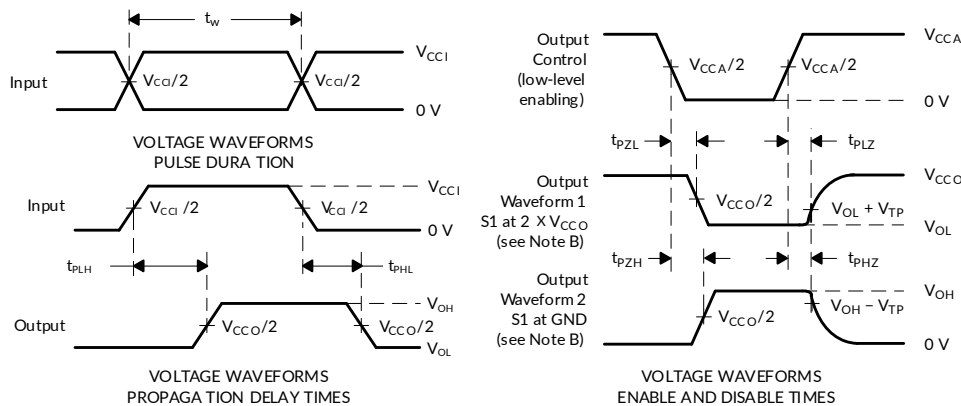 t_w
V_CCI
Input
V_CCI/2
V_CCI/2
0 V
VOLTAGE WAVEFORMS
PULSE DURATION
V_CCI
Input
V_CCI/2
V_CCI/2
0 V
t_PLH
t_PHL
V_OH
Output
V_CCO/2
V_CCO/2
V_OL
VOLTAGE WAVEFORMS
PROPAGATION DELAY TIMES
Output
Control
(low-level
enabling)
V_CCA
V_CCA/2
V_CCA/2
0 V
t_PZL
t_PLZ
Output
Waveform 1
S1 at 2 X V_CCO
(see Note B)
V_CCO
V_CCO/2
V_OL + V_TP
V_OL
t_PZH
t_PHZ
Output
Waveform 2
S1 at GND
(see Note B)
V_OH
V_CCO/2
V_OH − V_TP
0 V
VOLTAGE WAVEFORMS
ENABLE AND DISABLE TIMES